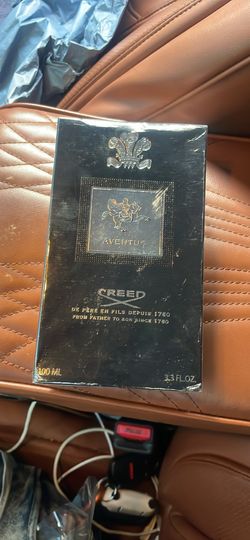 AVENTUS
CREED
DE PÈRE EN FILS DEPUIS 1760
FROM FATHER TO SON SINCE 1760
100 ML
3.3 FL.OZ.